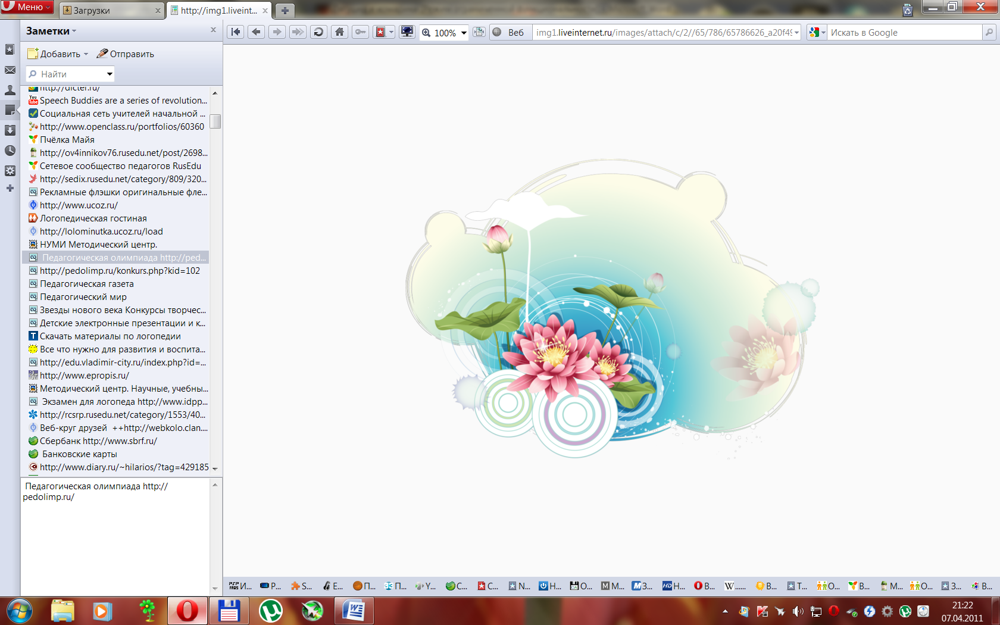 Меню
Загрузки
http://img1.liveint...
Заметки
Добавить
Отправить
Найти
100%
Веб
img1.liveinternet.ru/images/attach/c/2//65/786/65786626_a20f49
Искать в Google
http://dicter.ru/
Speech Buddies are a series of revolution...
Социальная сеть учителей начальной ...
http://www.openclass.ru/portfolios/60360
Пчёлка Майя
http://ov4innikov76.rusedu.net/post/2698...
Сетевое сообщество педагогов RusEdu
http://sedix.rusedu.net/category/809/320...
Рекламные флэшки оригинальные фле...
http://www.ucoz.ru/
Логопедическая гостиная
http://lolominutka.ucoz.ru/load
НУМИ Методический центр.
Педагогическая олимпиада http://ped...
http://pedolimp.ru/konkurs.php?kid=102
Педагогическая газета
Педагогический мир
Звезды нового века Конкурсы творчес...
Детские электронные презентации и к...
Скачать материалы по логопедии
Все что нужно для развития и воспита...
http://edu.vladimir-city.ru/index.php?id=...
http://www.epropis.ru/
Методический центр. Научные, учебны...
Экзамен для логопеда http://www.idpp...
http://rcsrp.rusedu.net/category/1553/40...
Веб-круг друзей ++http://webkolo.clan....
Сбербанк http://www.sbrf.ru/
Банковские карты
http://www.diary.ru/~hilarios/?tag=429185
Педагогическая олимпиада http://
pedolimp.ru/
И... P... S... E... П... П... Y... С... С... N... Н... О... М... З... Н... В... W...... В... Т... О... В... М... О... З... В...
21:22
07.04.2011